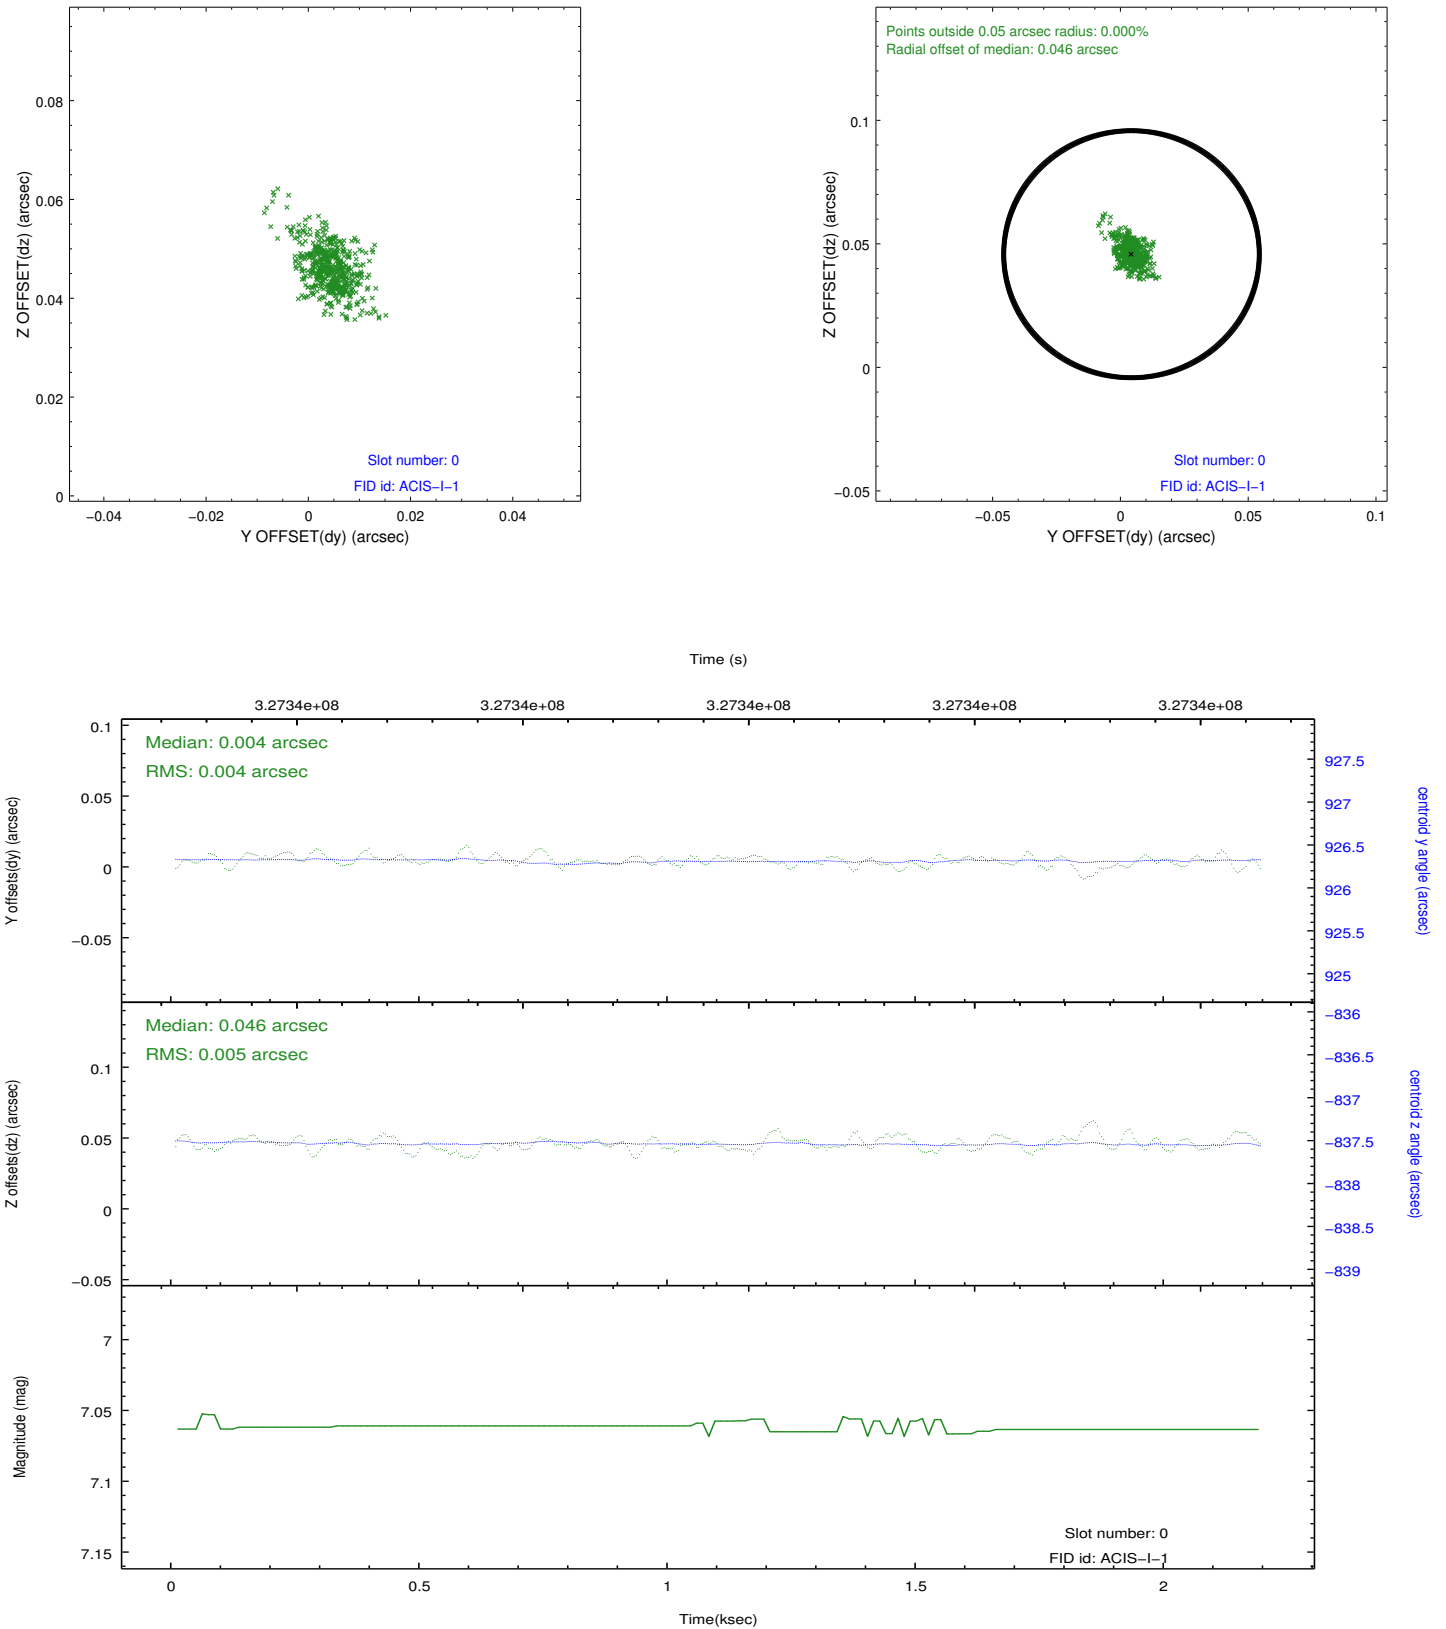 0.08
0.06
0.04
0.02
0
−0.04
−0.02
0
0.02
0.04
Z OFFSET(dz) (arcsec)
Y OFFSET(dy) (arcsec)
Slot number: 0
FID id: ACIS−I−1
Points outside 0.05 arcsec radius: 0.000%
Radial offset of median: 0.046 arcsec
0.1
0.05
0
−0.05
−0.05
0
0.05
0.1
Z OFFSET(dz) (arcsec)
Y OFFSET(dy) (arcsec)
Slot number: 0
FID id: ACIS−I−1
Time (s)
3.2734e+08
3.2734e+08
3.2734e+08
3.2734e+08
3.2734e+08
Median: 0.004 arcsec
RMS: 0.004 arcsec
0.1
0.05
0
−0.05
Y offsets(dy) (arcsec)
927.5
927
926.5
926
925.5
925
centroid y angle (arcsec)
Median: 0.046 arcsec
RMS: 0.005 arcsec
0.1
0.05
0
−0.05
Z offsets(dz) (arcsec)
−836
−836.5
−837
−837.5
−838
−838.5
−839
centroid z angle (arcsec)
7
7.05
7.1
7.15
Magnitude (mag)
Slot number: 0
FID id: ACIS−I−1
0
0.5
1
1.5
2
Time(ksec)